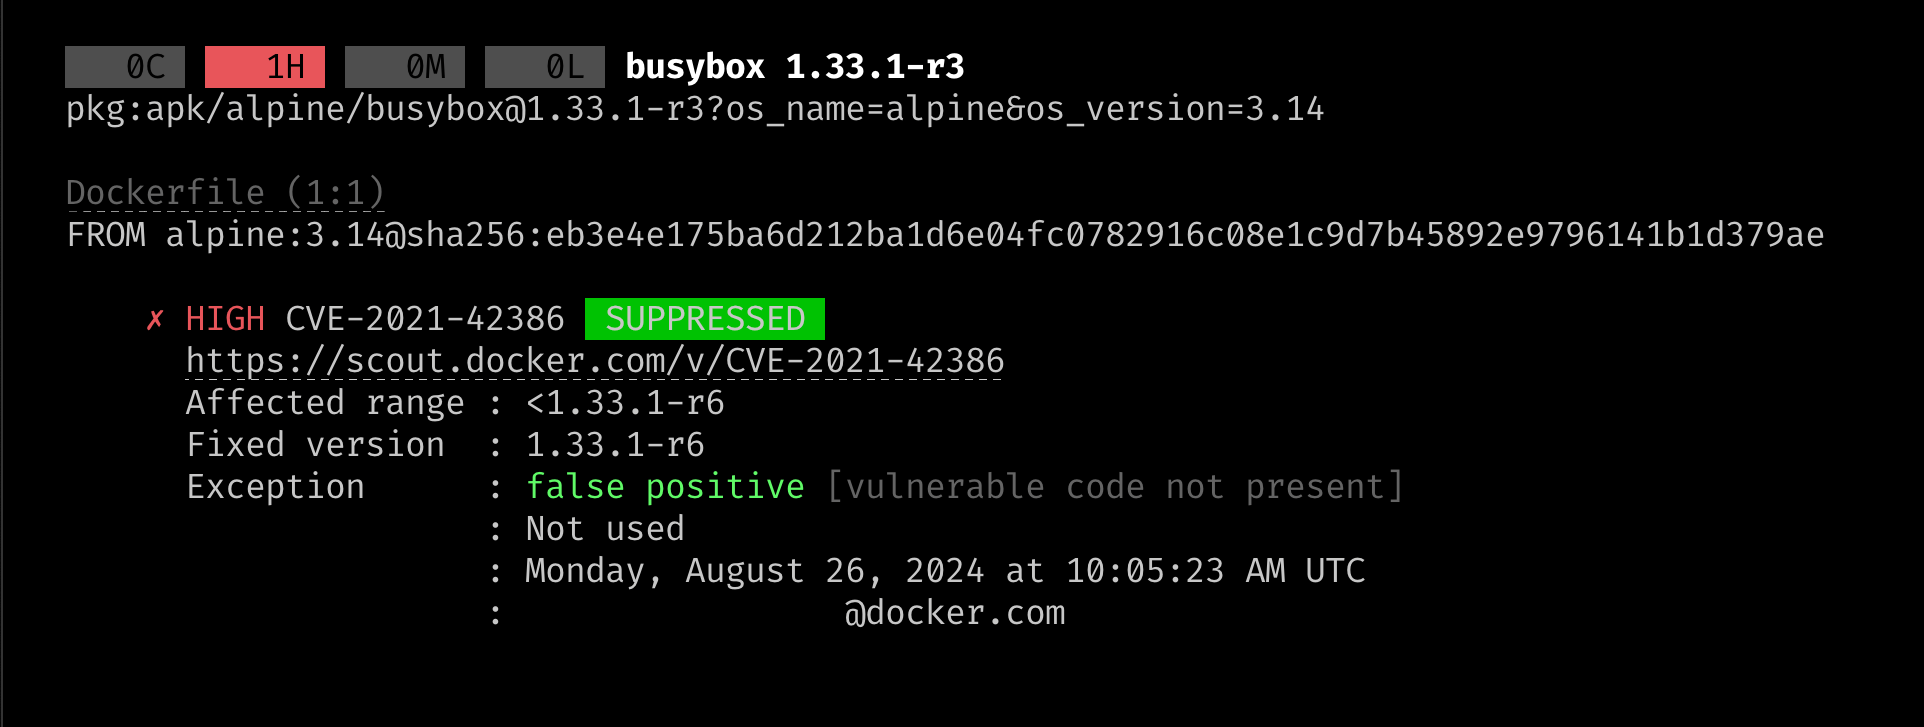 0C 1H 0M 0L busybox 1.33.1-r3
pkg:apk/alpine/busybox@1.33.1-r3?os_name=alpine&os_version=3.14
Dockerfile (1:1)
FROM alpine:3.14@sha256:eb3e4e175ba6d212ba1d6e04fc0782916c08e1c9d7b45892e9796141b1d379ae
✗ HIGH CVE-2021-42386 SUPPRESSED
https://scout.docker.com/v/CVE-2021-42386
Affected range : <1.33.1-r6
Fixed version : 1.33.1-r6
Exception : false positive [vulnerable code not present]
: Not used
: Monday, August 26, 2024 at 10:05:23 AM UTC
: @docker.com